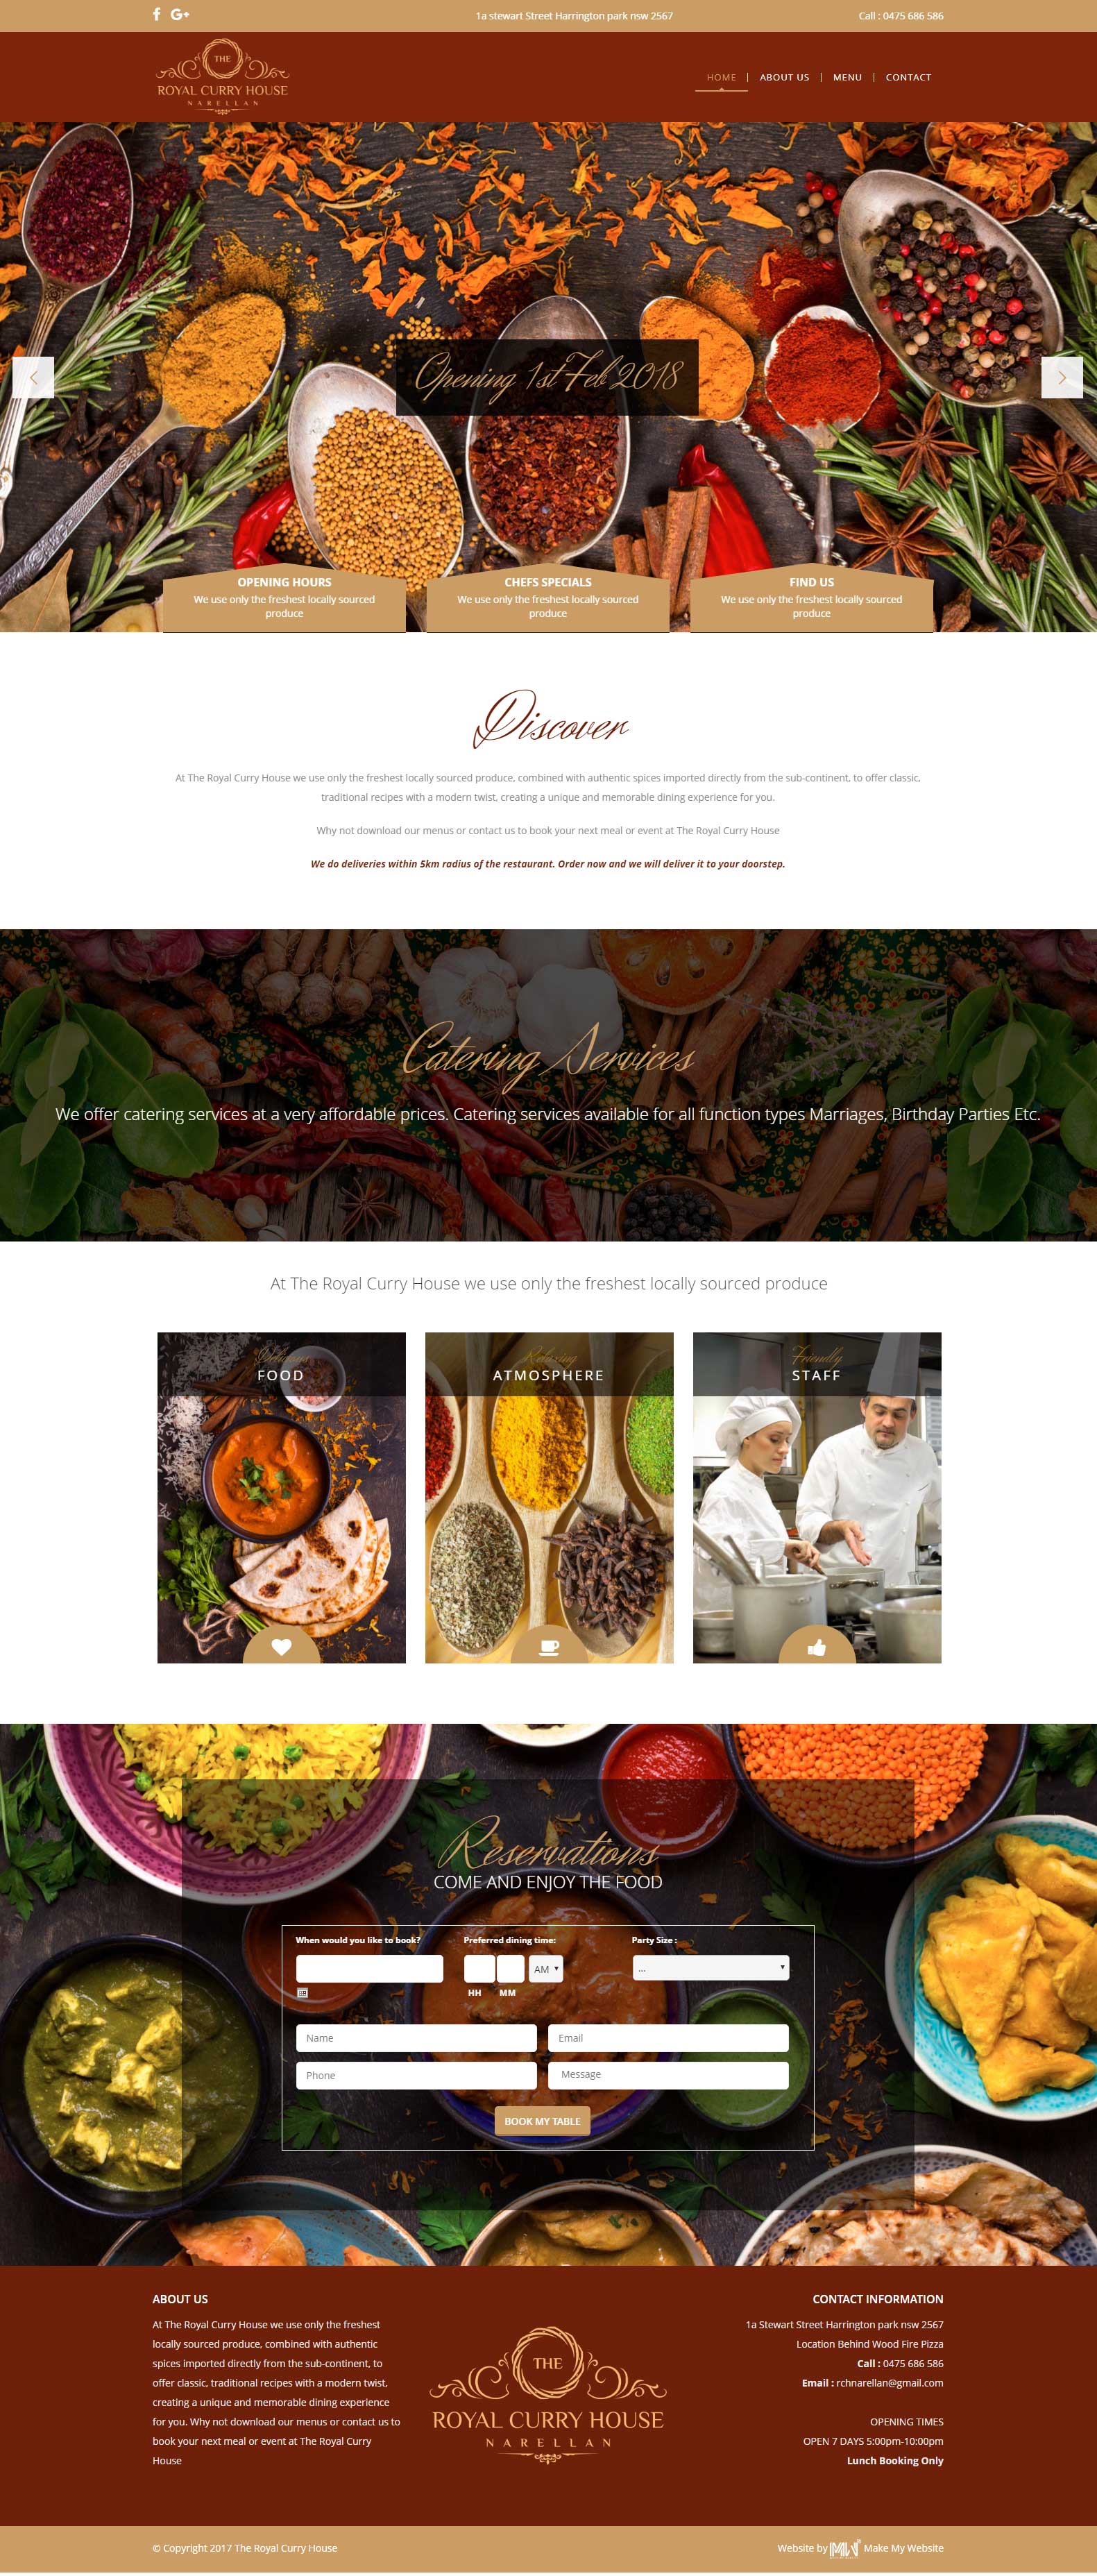 1a stewart Street Harrington park nsw 2567
Call : 0475 686 586
THE
ROYAL CURRY HOUSE
NARELLAN
HOME
ABOUT US
MENU
CONTACT
Opening 1st Feb 2018
OPENING HOURS
We use only the freshest locally sourced
produce
CHEFS SPECIALS
We use only the freshest locally sourced
produce
FIND US
We use only the freshest locally sourced
produce
Discover
At The Royal Curry House we use only the freshest locally sourced produce, combined with authentic spices imported directly from the sub-continent, to offer classic,
traditional recipes with a modern twist, creating a unique and memorable dining experience for you.
Why not download our menus or contact us to book your next meal or event at The Royal Curry House
We do deliveries within 5km radius of the restaurant. Order now and we will deliver it to your doorstep.
Catering Services
We offer catering services at a very affordable prices. Catering services available for all function types Marriages, Birthday Parties Etc.
At The Royal Curry House we use only the freshest locally sourced produce
Delicious
FOOD
Relaxing
ATMOSPHERE
Friendly
STAFF
Reservations
COME AND ENJOY THE FOOD
When would you like to book?
Preferred dining time:
Party Size :
AM
...
HH
MM
Name
Email
Phone
Message
BOOK MY TABLE
ABOUT US
At The Royal Curry House we use only the freshest
locally sourced produce, combined with authentic
spices imported directly from the sub-continent, to
offer classic, traditional recipes with a modern twist,
creating a unique and memorable dining experience
for you. Why not download our menus or contact us to
book your next meal or event at The Royal Curry
House
THE
ROYAL CURRY HOUSE
NARELLAN
CONTACT INFORMATION
1a Stewart Street Harrington park nsw 2567
Location Behind Wood Fire Pizza
Call : 0475 686 586
Email : rchnarellan@gmail.com
OPENING TIMES
OPEN 7 DAYS 5:00pm-10:00pm
Lunch Booking Only
© Copyright 2017 The Royal Curry House
Website by MMW Make My Website